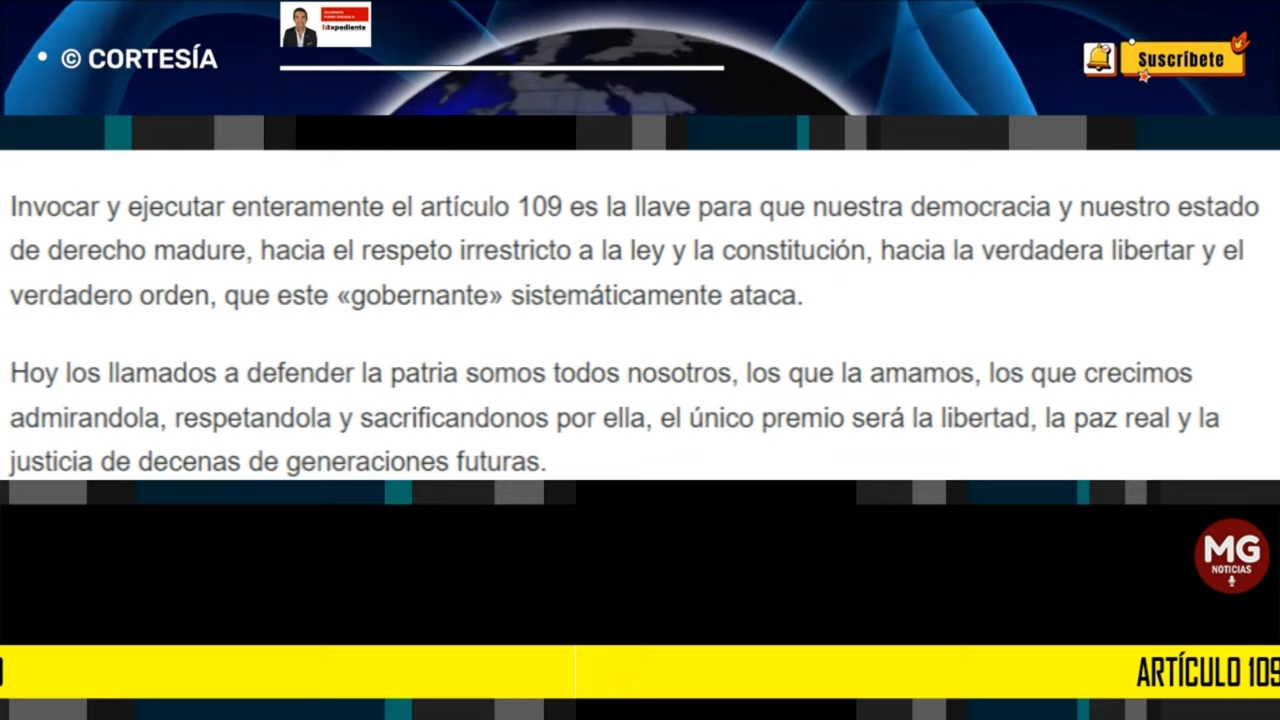 © CORTESÍA
Expediente
Suscríbete
Invocar y ejecutar enteramente el artículo 109 es la llave para que nuestra democracia y nuestro estado
de derecho madure, hacia el respeto irrestricto a la ley y la constitución, hacia la verdadera libertar y el
verdadero orden, que este «gobernante» sistemáticamente ataca.
Hoy los llamados a defender la patria somos todos nosotros, los que la amamos, los que crecimos
admirandola, respetandola y sacrificandonos por ella, el único premio será la libertad, la paz real y la
justicia de decenas de generaciones futuras.
MG
NOTICIAS
ARTÍCULO 109